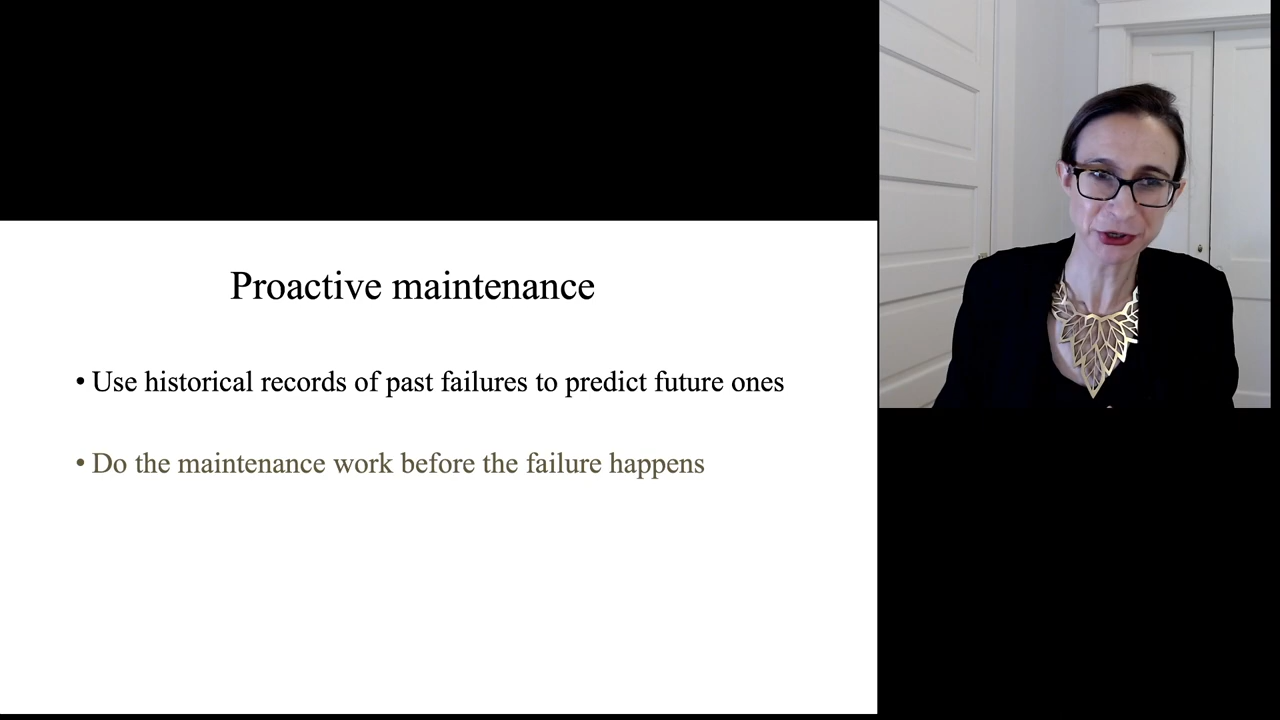 Proactive maintenance
• Use historical records of past failures to predict future ones
• Do the maintenance work before the failure happens